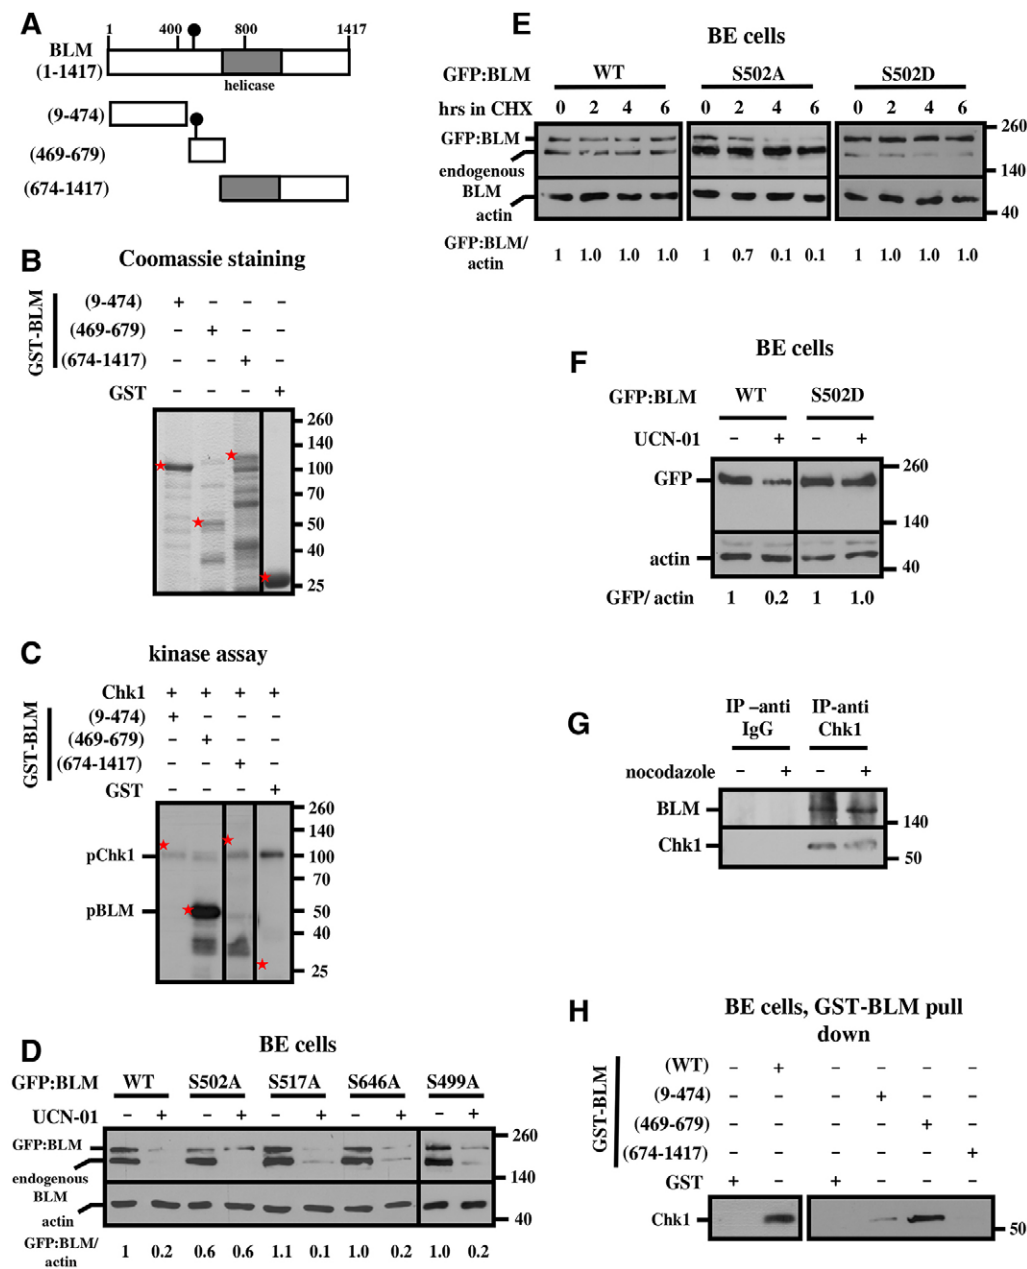 A
1 400 800 1417
BLM
(1-1417)
helicase
(9-474)
(469-679)
(674-1417)
B
Coomassie staining
GST-BLM
(9-474) + – – –
(469-679) – + – –
(674-1417) – – + –
GST – – – +
260
140
100
70
50
40
25
C
kinase assay
Chk1 + + + +
GST-BLM
(9-474) + – – –
(469-679) – + – –
(674-1417) – – + –
GST – – – +
260
140
pChk1 100
70
pBLM 50
40
25
D
BE cells
GFP:BLM WT S502A S517A S646A S499A
UCN-01 – + – + – + – + – +
GFP:BLM 260
endogenous
BLM 140
actin 40
GFP:BLM/
actin 1 0.2 0.6 0.6 1.1 0.1 1.0 0.2 1.0 0.2
E
BE cells
GFP:BLM WT S502A S502D
hrs in CHX 0 2 4 6 0 2 4 6 0 2 4 6
GFP:BLM 260
endogenous 140
BLM
actin 40
GFP:BLM/
actin 1 1.0 1.0 1.0 1 0.7 0.1 0.1 1 1.0 1.0 1.0
F
BE cells
GFP:BLM WT S502D
UCN-01 – + – +
GFP 260
140
actin 40
GFP/ actin 1 0.2 1 1.0
G
IP –anti IP-anti
IgG Chk1
nocodazole – + – +
BLM 140
Chk1 50
H
BE cells, GST-BLM pull
down
GST-BLM
(WT) – + – – – –
(9-474) – – – + – –
(469-679) – – – – + –
(674-1417) – – – – – +
GST + – + – – –
Chk1 50